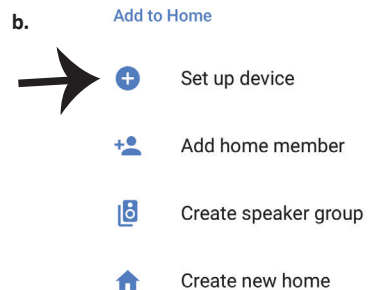 Add to Home
b.
Set up device
Add home member
Create speaker group
Create new home